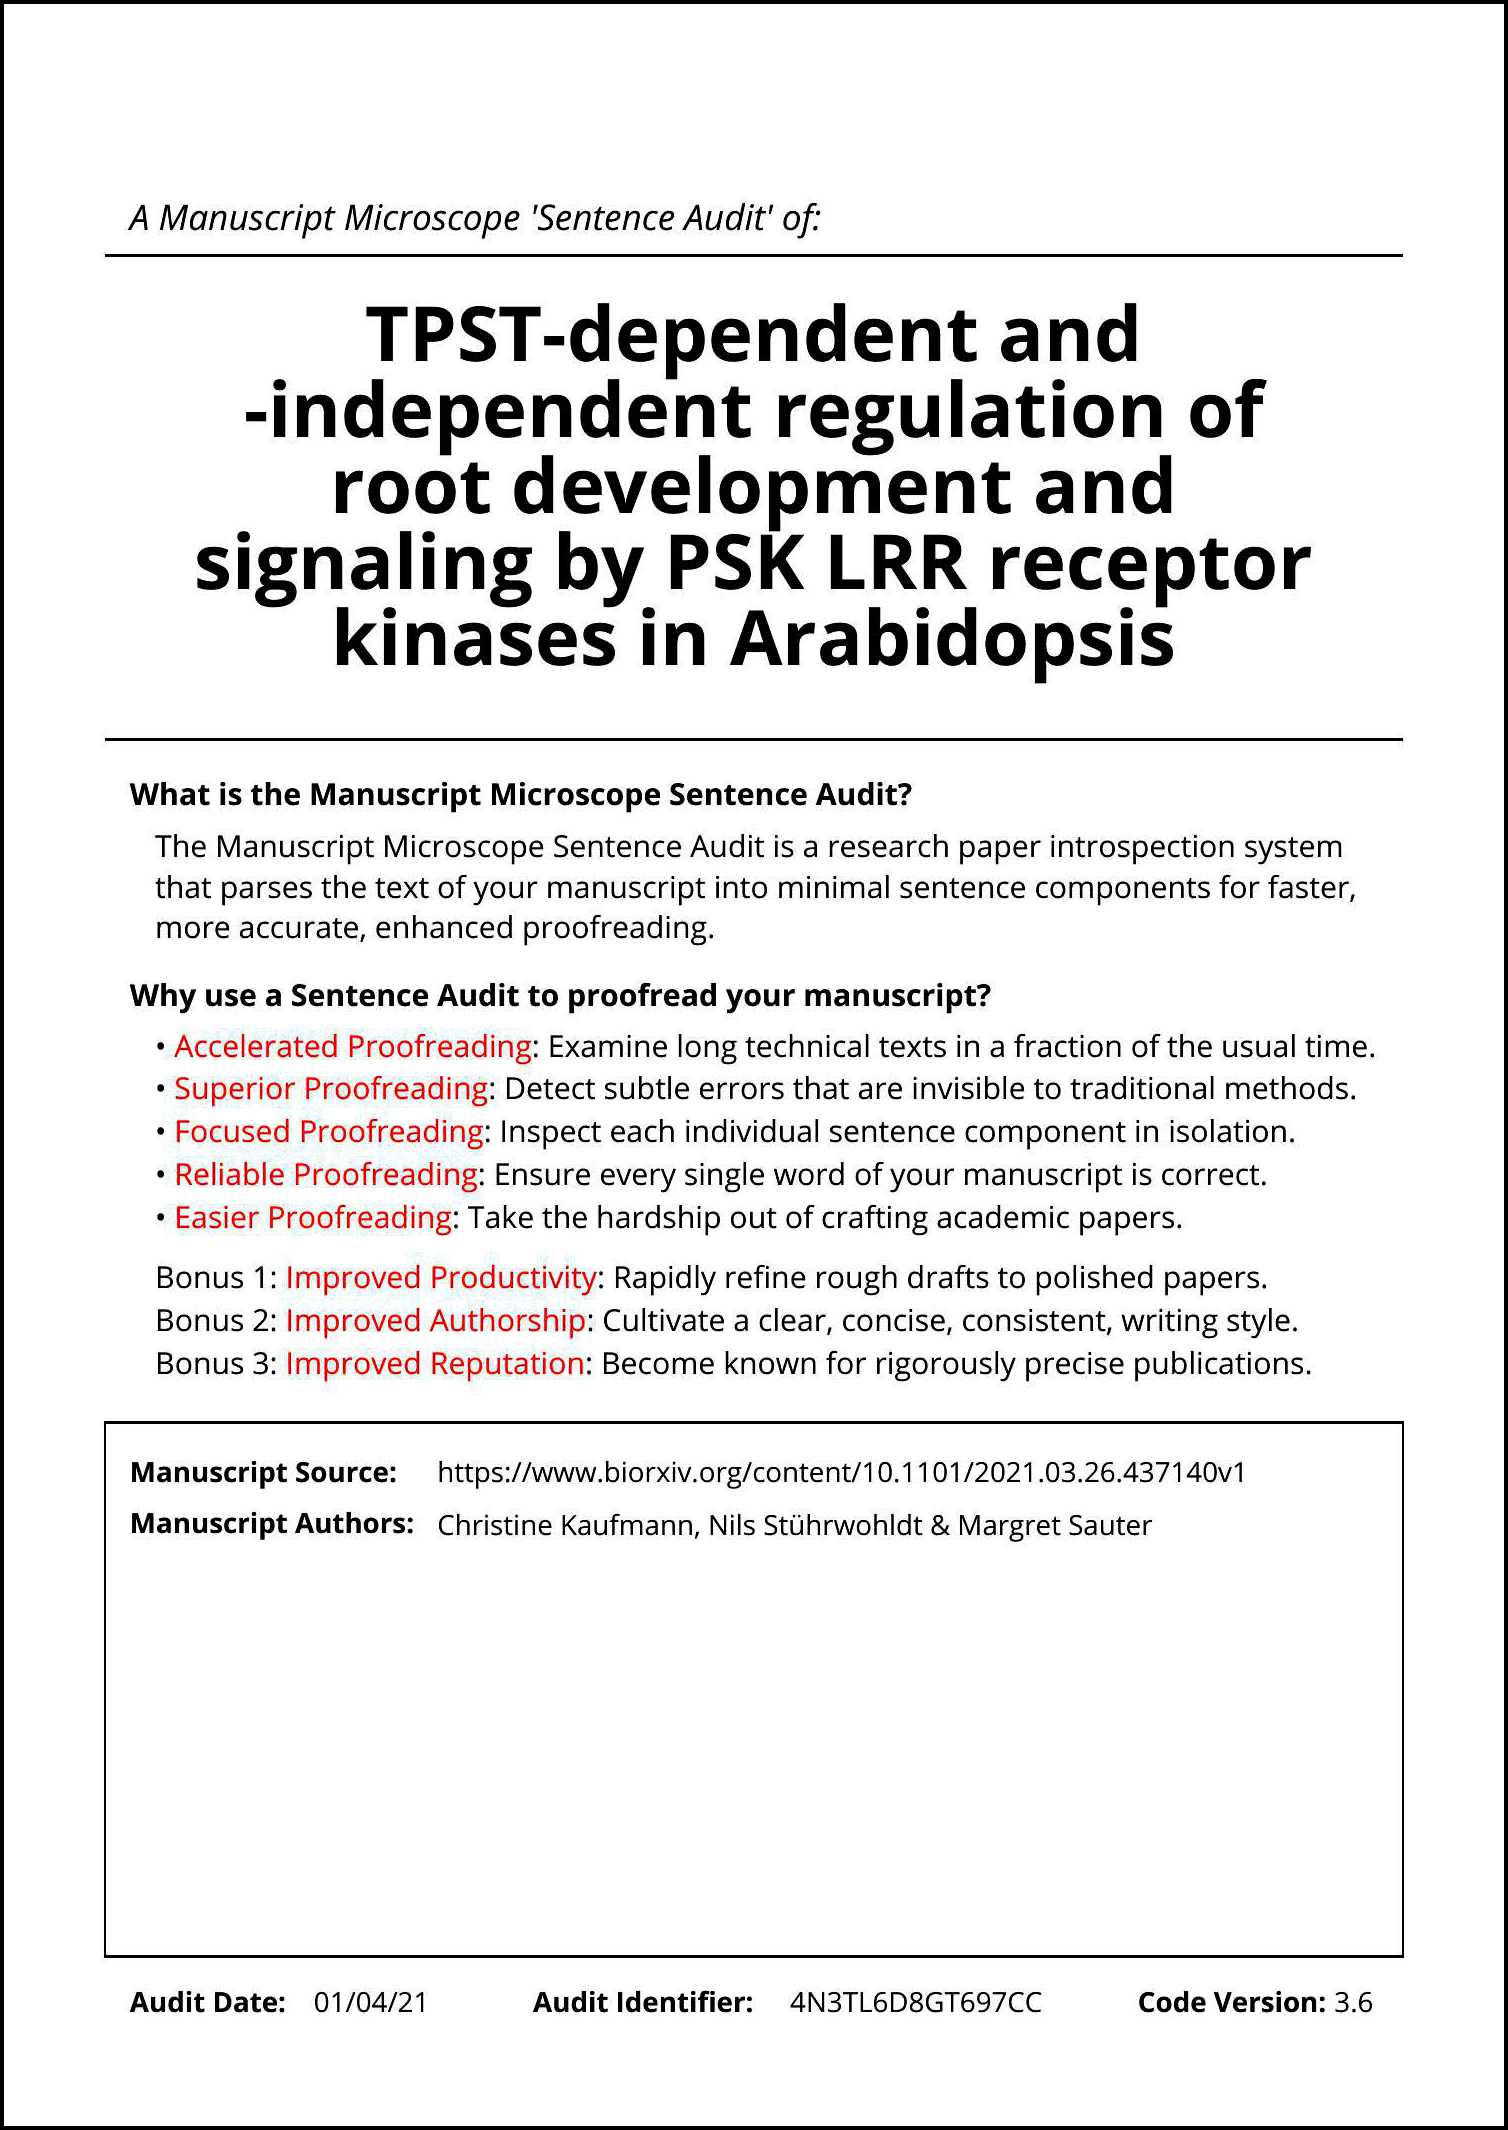 A Manuscript Microscope 'Sentence Audit' of:
TPST-dependent and
-independent regulation of
root development and
signaling by PSK LRR receptor
kinases in Arabidopsis
What is the Manuscript Microscope Sentence Audit?
The Manuscript Microscope Sentence Audit is a research paper introspection system
that parses the text of your manuscript into minimal sentence components for faster,
more accurate, enhanced proofreading.
Why use a Sentence Audit to proofread your manuscript?
• Accelerated Proofreading: Examine long technical texts in a fraction of the usual time.
• Superior Proofreading: Detect subtle errors that are invisible to traditional methods.
• Focused Proofreading: Inspect each individual sentence component in isolation.
• Reliable Proofreading: Ensure every single word of your manuscript is correct.
• Easier Proofreading: Take the hardship out of crafting academic papers.
Bonus 1: Improved Productivity: Rapidly refine rough drafts to polished papers.
Bonus 2: Improved Authorship: Cultivate a clear, concise, consistent, writing style.
Bonus 3: Improved Reputation: Become known for rigorously precise publications.
Manuscript Source: https://www.biorxiv.org/content/10.1101/2021.03.26.437140v1
Manuscript Authors: Christine Kaufmann, Nils Stührwohldt & Margret Sauter
Audit Date: 01/04/21 Audit Identifier: 4N3TL6D8GT697CC Code Version: 3.6